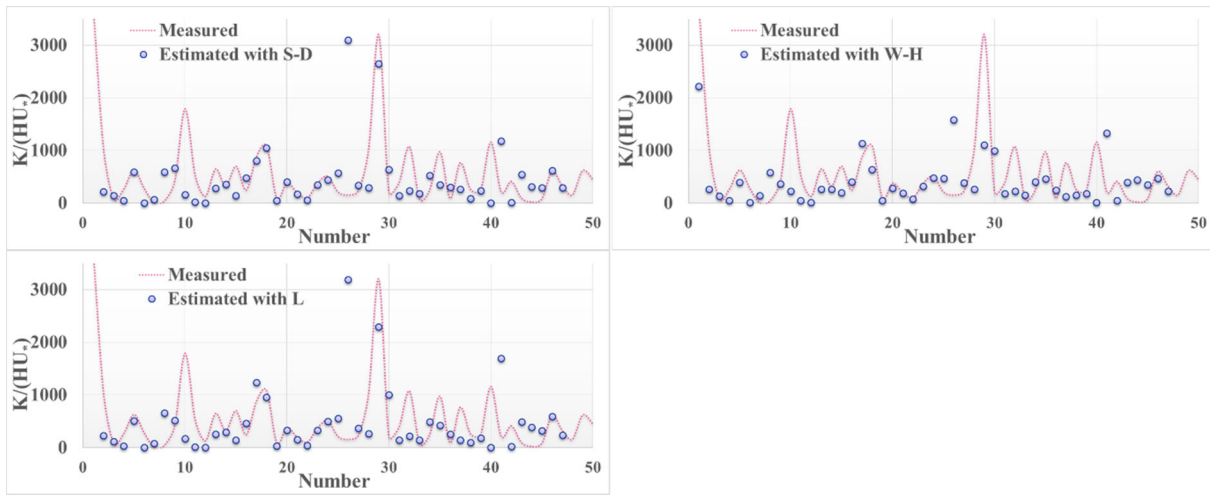 K/(HU*)
3000
2000
1000
0
Measured
Estimated with S-D
0 10 20 30 40 50
Number
K/(HU*)
3000
2000
1000
0
Measured
Estimated with W-H
0 10 20 30 40 50
Number
K/(HU*)
3000
2000
1000
0
Measured
Estimated with L
0 10 20 30 40 50
Number